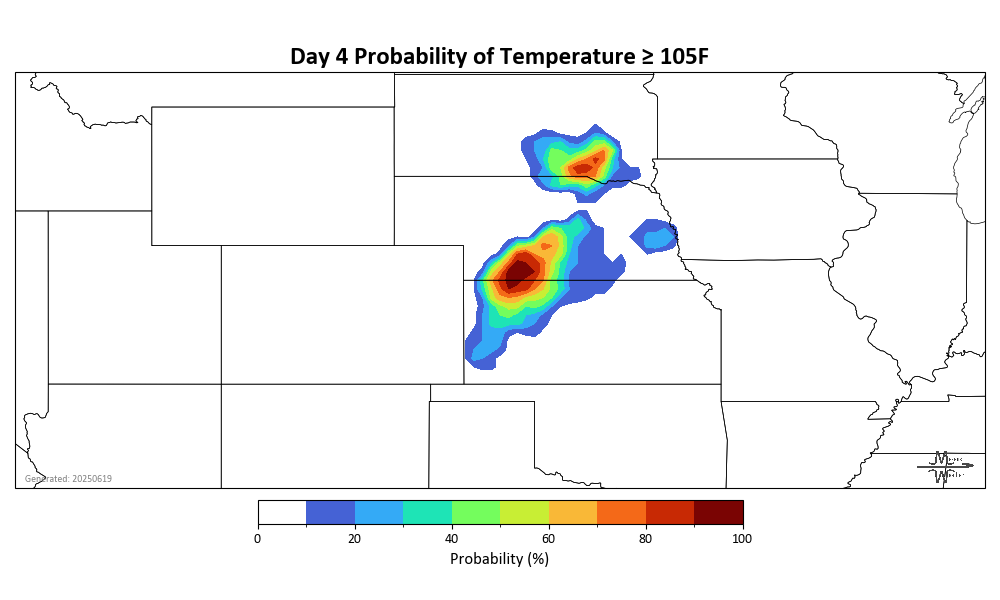 Day 4 Probability of Temperature ≥ 105F
Generated: 20250619
0 20 40 60 80 100
Probability (%)